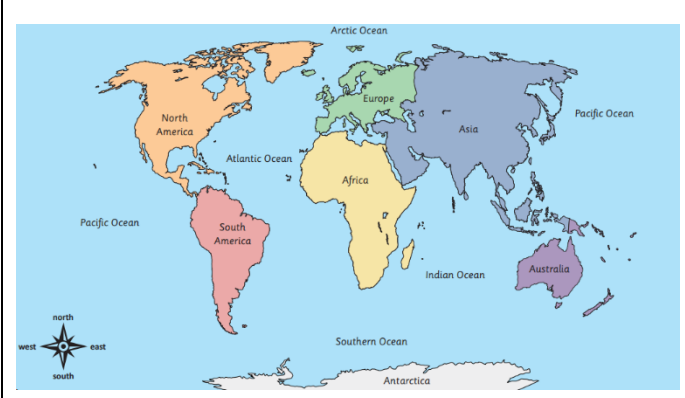 Arctic Ocean
Europe
North
America
Pacific Ocean
Asia
Atlantic Ocean
Africa
Pacific Ocean
South
America
Indian Ocean
Australia
north
west
east
south
Southern Ocean
Antarctica